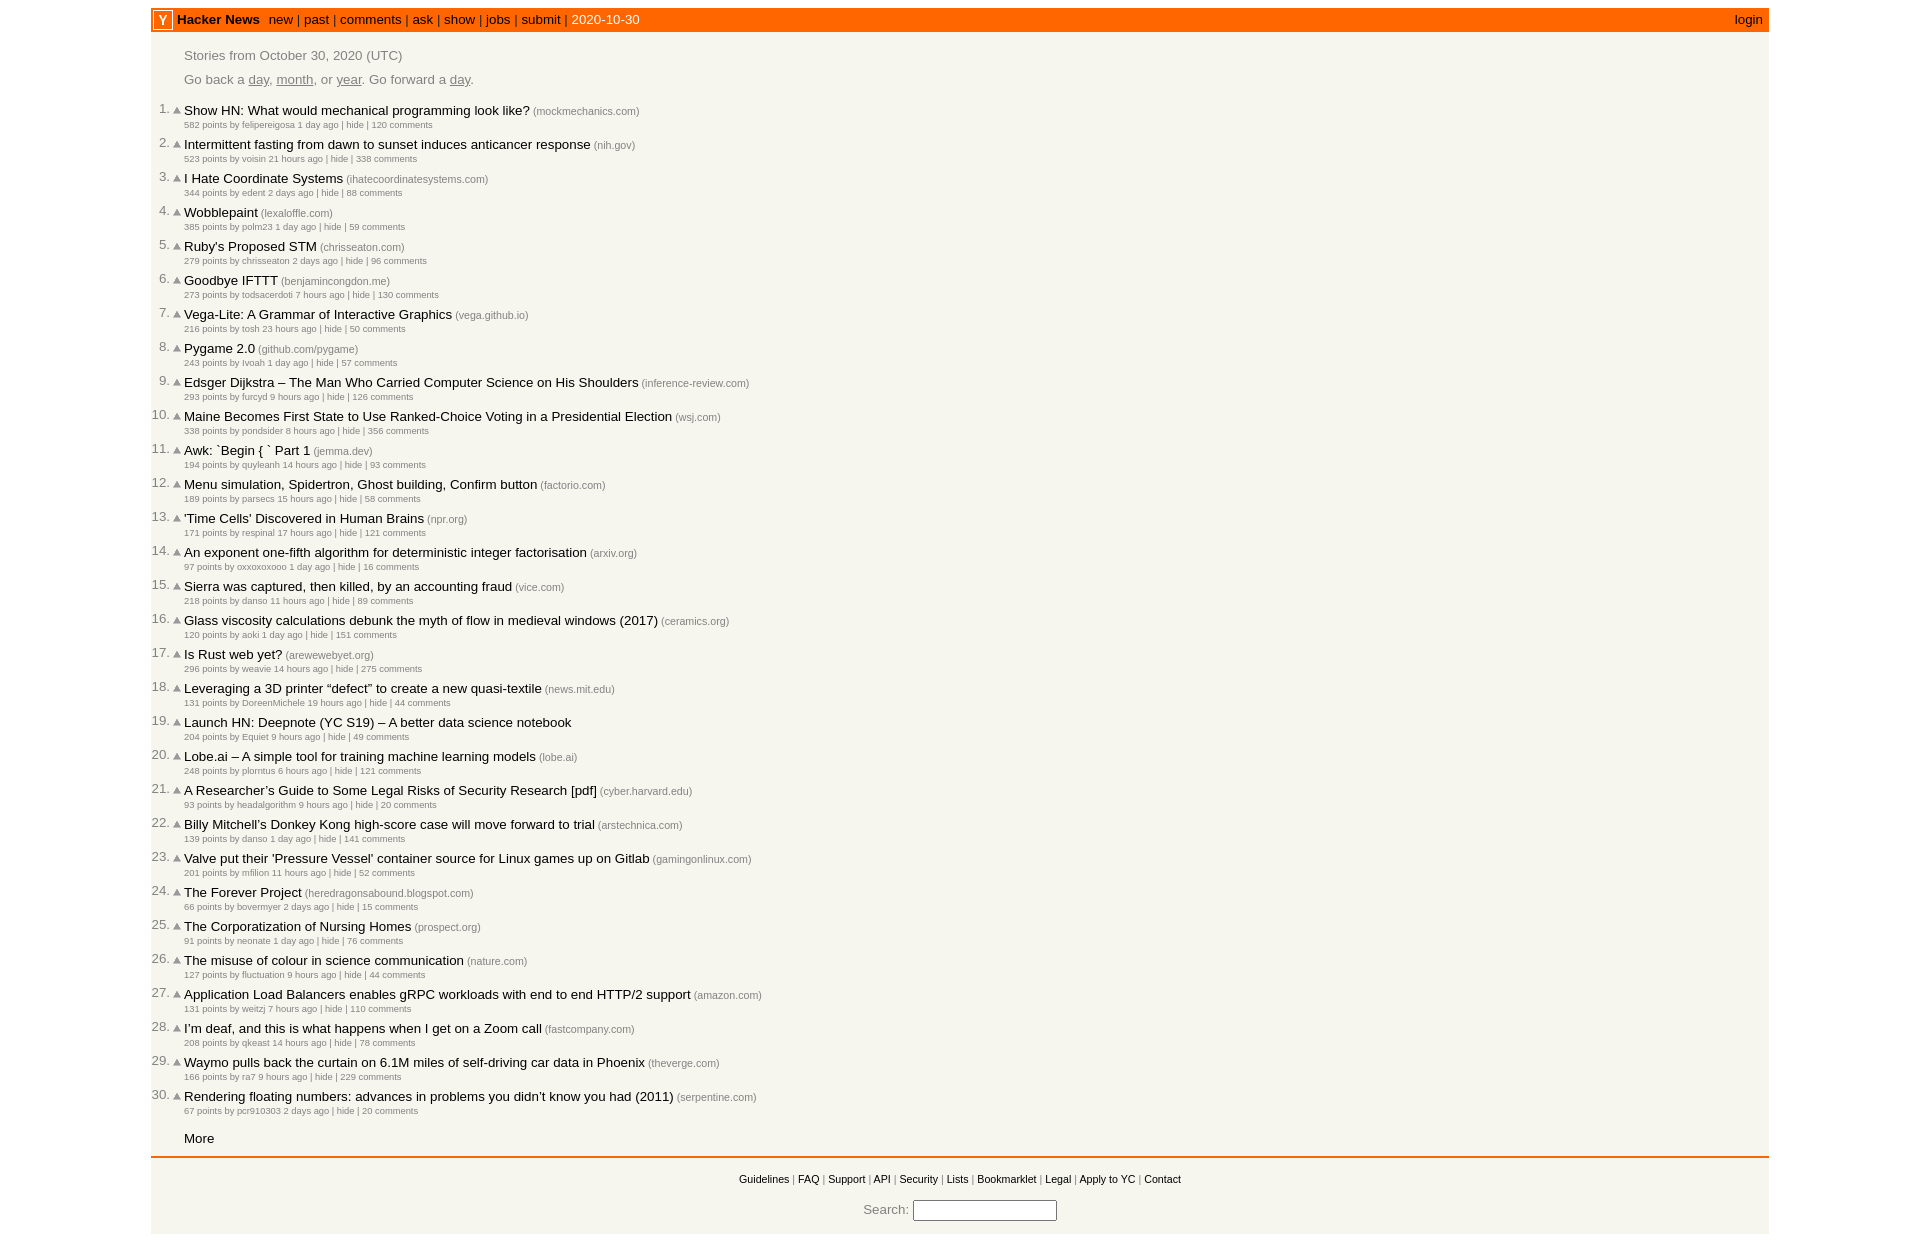 Y Hacker News new | past | comments | ask | show | jobs | submit | 2020-10-30 login
Stories from October 30, 2020 (UTC)
Go back a day, month, or year. Go forward a day.
1. Show HN: What would mechanical programming look like? (mockmechanics.com)
582 points by felipereigosa 1 day ago | hide | 120 comments
2. Intermittent fasting from dawn to sunset induces anticancer response (nih.gov)
523 points by voisin 21 hours ago | hide | 338 comments
3. I Hate Coordinate Systems (ihatecoordinatesystems.com)
344 points by edent 2 days ago | hide | 88 comments
4. Wobblepaint (lexaloffle.com)
385 points by polm23 1 day ago | hide | 59 comments
5. Ruby's Proposed STM (chrisseaton.com)
279 points by chrisseaton 2 days ago | hide | 96 comments
6. Goodbye IFTTT (benjamincongdon.me)
273 points by todsacerdoti 7 hours ago | hide | 130 comments
7. Vega-Lite: A Grammar of Interactive Graphics (vega.github.io)
216 points by tosh 23 hours ago | hide | 50 comments
8. Pygame 2.0 (github.com/pygame)
243 points by Ivoah 1 day ago | hide | 57 comments
9. Edsger Dijkstra – The Man Who Carried Computer Science on His Shoulders (inference-review.com)
293 points by furcyd 9 hours ago | hide | 126 comments
10. Maine Becomes First State to Use Ranked-Choice Voting in a Presidential Election (wsj.com)
338 points by pondsider 8 hours ago | hide | 356 comments
11. Awk: `Begin { ` Part 1 (jemma.dev)
194 points by quyleanh 14 hours ago | hide | 93 comments
12. Menu simulation, Spidertron, Ghost building, Confirm button (factorio.com)
189 points by parsecs 15 hours ago | hide | 58 comments
13. 'Time Cells' Discovered in Human Brains (npr.org)
171 points by respinal 17 hours ago | hide | 121 comments
14. An exponent one-fifth algorithm for deterministic integer factorisation (arxiv.org)
97 points by oxxoxoxooo 1 day ago | hide | 16 comments
15. Sierra was captured, then killed, by an accounting fraud (vice.com)
218 points by danso 11 hours ago | hide | 89 comments
16. Glass viscosity calculations debunk the myth of flow in medieval windows (2017) (ceramics.org)
120 points by aoki 1 day ago | hide | 151 comments
17. Is Rust web yet? (arewewebyet.org)
296 points by weavie 14 hours ago | hide | 275 comments
18. Leveraging a 3D printer “defect” to create a new quasi-textile (news.mit.edu)
131 points by DoreenMichele 19 hours ago | hide | 44 comments
19. Launch HN: Deepnote (YC S19) – A better data science notebook
204 points by Equiet 9 hours ago | hide | 49 comments
20. Lobe.ai – A simple tool for training machine learning models (lobe.ai)
248 points by plorntus 6 hours ago | hide | 121 comments
21. A Researcher’s Guide to Some Legal Risks of Security Research [pdf] (cyber.harvard.edu)
93 points by headalgorithm 9 hours ago | hide | 20 comments
22. Billy Mitchell’s Donkey Kong high-score case will move forward to trial (arstechnica.com)
139 points by danso 1 day ago | hide | 141 comments
23. Valve put their 'Pressure Vessel' container source for Linux games up on Gitlab (gamingonlinux.com)
201 points by mfilion 11 hours ago | hide | 52 comments
24. The Forever Project (heredragonsabound.blogspot.com)
66 points by bovermyer 2 days ago | hide | 15 comments
25. The Corporatization of Nursing Homes (prospect.org)
91 points by neonate 1 day ago | hide | 76 comments
26. The misuse of colour in science communication (nature.com)
127 points by fluctuation 9 hours ago | hide | 44 comments
27. Application Load Balancers enables gRPC workloads with end to end HTTP/2 support (amazon.com)
131 points by weitzj 7 hours ago | hide | 110 comments
28. I’m deaf, and this is what happens when I get on a Zoom call (fastcompany.com)
208 points by qkeast 14 hours ago | hide | 78 comments
29. Waymo pulls back the curtain on 6.1M miles of self-driving car data in Phoenix (theverge.com)
166 points by ra7 9 hours ago | hide | 229 comments
30. Rendering floating numbers: advances in problems you didn’t know you had (2011) (serpentine.com)
67 points by pcr910303 2 days ago | hide | 20 comments
More
Guidelines | FAQ | Support | API | Security | Lists | Bookmarklet | Legal | Apply to YC | Contact
Search: